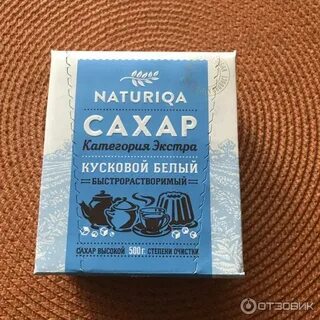 NATURIQA
САХАР
Категория Экстра
КУСКОВОЙ БЕЛЫЙ
БЫСТРОРАСТВОРИМЫЙ
САХАР ВЫСОКОЙ 500 г СТЕПЕНИ ОЧИСТКИ
ОТЗОВИК